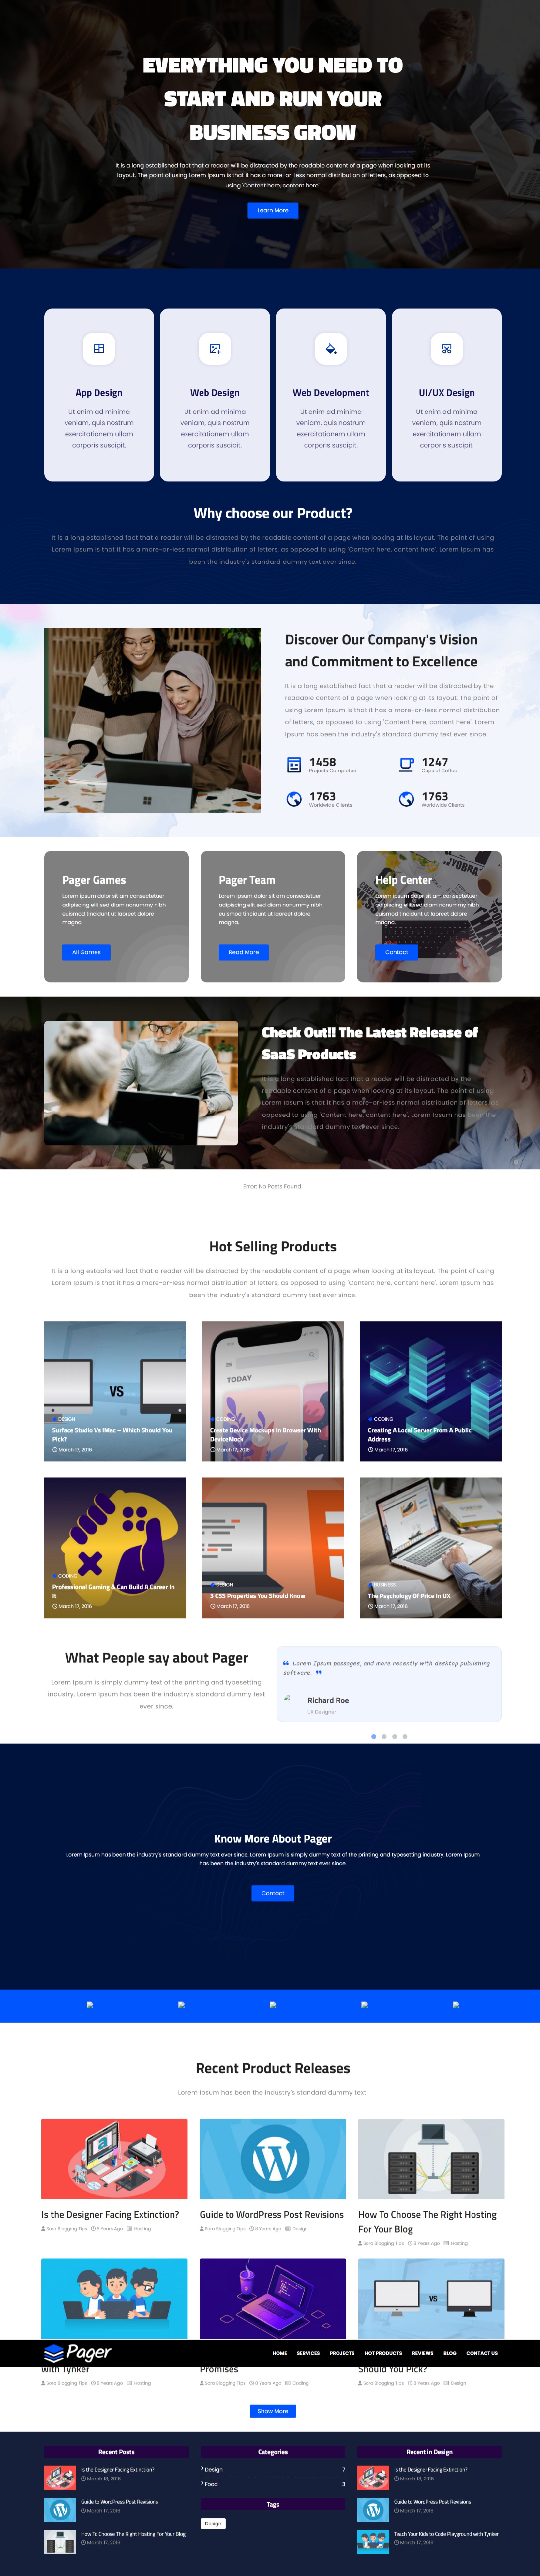 EVERYTHING YOU NEED TO
START AND RUN YOUR
BUSINESS GROW
It is a long established fact that a reader will be distracted by the readable content of a page when looking at its
layout. The point of using Lorem Ipsum is that it has a more-or-less normal distribution of letters, as opposed to
using 'Content here, content here'.
Learn More
App Design
Ut enim ad minima
veniam, quis nostrum
exercitationem ullam
corporis suscipit.
Web Design
Ut enim ad minima
veniam, quis nostrum
exercitationem ullam
corporis suscipit.
Web Development
Ut enim ad minima
veniam, quis nostrum
exercitationem ullam
corporis suscipit.
UI/UX Design
Ut enim ad minima
veniam, quis nostrum
exercitationem ullam
corporis suscipit.
Why choose our Product?
It is a long established fact that a reader will be distracted by the readable content of a page when looking at its layout. The point of using
Lorem Ipsum is that it has a more-or-less normal distribution of letters, as opposed to using 'Content here, content here'. Lorem Ipsum has
been the industry's standard dummy text ever since.
Discover Our Company's Vision
and Commitment to Excellence
It is a long established fact that a reader will be distracted by the
readable content of a page when looking at its layout. The point of
using Lorem Ipsum is that it has a more-or-less normal distribution
of letters, as opposed to using 'Content here, content here'. Lorem
Ipsum has been the industry's standard dummy text ever since.
1458
Projects Completed
1247
Cups of Coffee
1763
Worldwide Clients
1763
Worldwide Clients
Pager Games
Lorem ipsum dolor sit am consectetuer
adipiscing elit sed diam nonummy nibh
euismod tincidunt ut laoreet dolore
magna.
All Games
Pager Team
Lorem ipsum dolor sit am consectetuer
adipiscing elit sed diam nonummy nibh
euismod tincidunt ut laoreet dolore
magna.
Read More
JYOBRA
Help Center
Lorem ipsum dolor sit am consectetuer
adipiscing elit sed diam nonummy nibh
euismod tincidunt ut laoreet dolore
magna.
Contact
Check Out!! The Latest Release of
SaaS Products
It is a long established fact that a reader will be distracted by the
readable content of a page when looking at its layout. The point of using
Lorem Ipsum is that it has a more-or-less normal distribution of letters, as
opposed to using 'Content here, content here'. Lorem Ipsum has been the
industry's standard dummy text ever since.
Error: No Posts Found
Hot Selling Products
It is a long established fact that a reader will be distracted by the readable content of a page when looking at its layout. The point of using
Lorem Ipsum is that it has a more-or-less normal distribution of letters, as opposed to using 'Content here, content here'. Lorem Ipsum has
been the industry's standard dummy text ever since.
VS
DESIGN
Surface Studio Vs IMac – Which Should You
Pick?
March 17, 2016
TODAY
CODING
Create Device Mockups In Browser With
DeviceMock
March 17, 2016
CODING
Creating A Local Server From A Public
Address
March 17, 2016
CODING
Professional Gaming & Can Build A Career In
It
March 17, 2016
DESIGN
3 CSS Properties You Should Know
March 17, 2016
BUSINESS
The Psychology Of Price In UX
March 17, 2016
What People say about Pager
Lorem Ipsum is simply dummy text of the printing and typesetting
industry. Lorem Ipsum has been the industry's standard dummy text
ever since.
Lorem Ipsum passages, and more recently with desktop publishing
software.
Richard Roe
UX Designer
Know More About Pager
Lorem Ipsum has been the industry's standard dummy text ever since. Lorem Ipsum is simply dummy text of the printing and typesetting industry. Lorem Ipsum
has been the industry's standard dummy text ever since.
Contact
Recent Product Releases
Lorem Ipsum has been the industry's standard dummy text.
Is the Designer Facing Extinction?
Sora Blogging Tips 8 Years Ago Hosting
Guide to WordPress Post Revisions
Sora Blogging Tips 8 Years Ago Design
How To Choose The Right Hosting
For Your Blog
Sora Blogging Tips 8 Years Ago Hosting
VS
Pager
HOME SERVICES PROJECTS HOT PRODUCTS REVIEWS BLOG CONTACT US
with Tynker
Sora Blogging Tips 8 Years Ago Hosting
Promises
Sora Blogging Tips 8 Years Ago Coding
Should You Pick?
Sora Blogging Tips 8 Years Ago Design
Show More
Recent Posts
Is the Designer Facing Extinction?
March 18, 2016
Guide to WordPress Post Revisions
March 17, 2016
How To Choose The Right Hosting For Your Blog
March 17, 2016
Categories
Design 7
Food 3
Tags
Design
Recent in Design
Is the Designer Facing Extinction?
March 18, 2016
Guide to WordPress Post Revisions
March 17, 2016
Teach Your Kids to Code Playground with Tynker
March 17, 2016